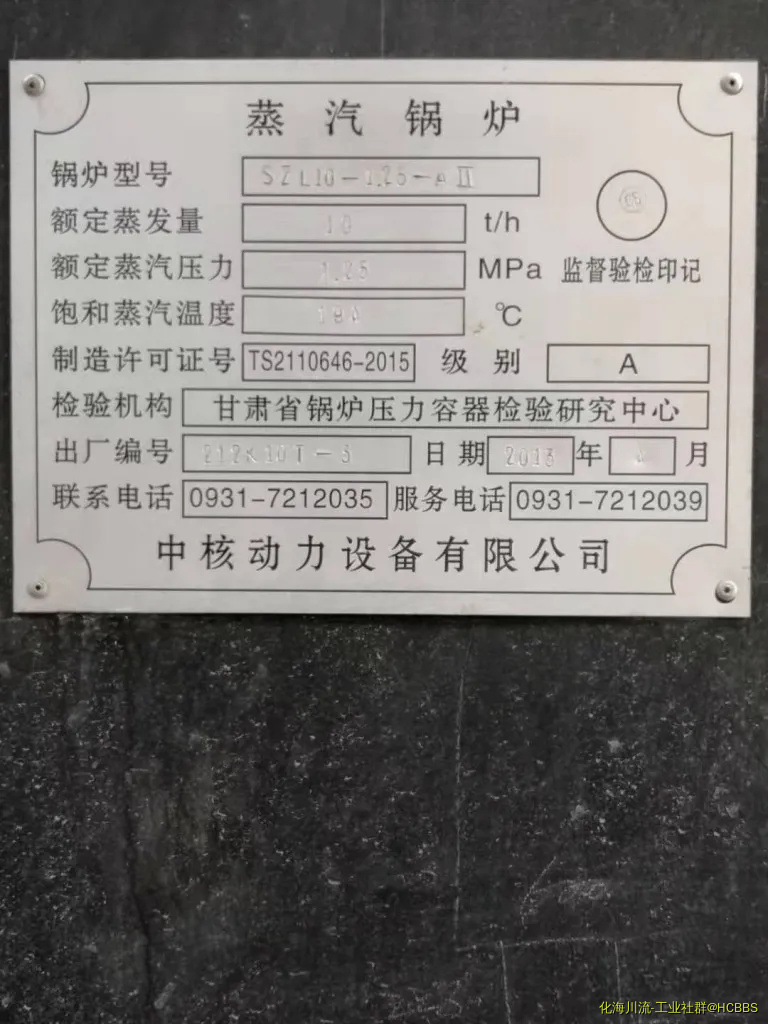 蒸汽锅炉
锅炉型号 SZL10-1.25-AⅡ
额定蒸发量 10 t/h
额定蒸汽压力 1.25 MPa 监督验检印记
饱和蒸汽温度 194 ℃
制造许可证号 TS2110646-2015 级别 A
检验机构 甘肃省锅炉压力容器检验研究中心
出厂编号 日期 2013 年 月
联系电话 0931-7212035 服务电话 0931-7212039
中核动力设备有限公司
化海川流-工业社群@HCBBS